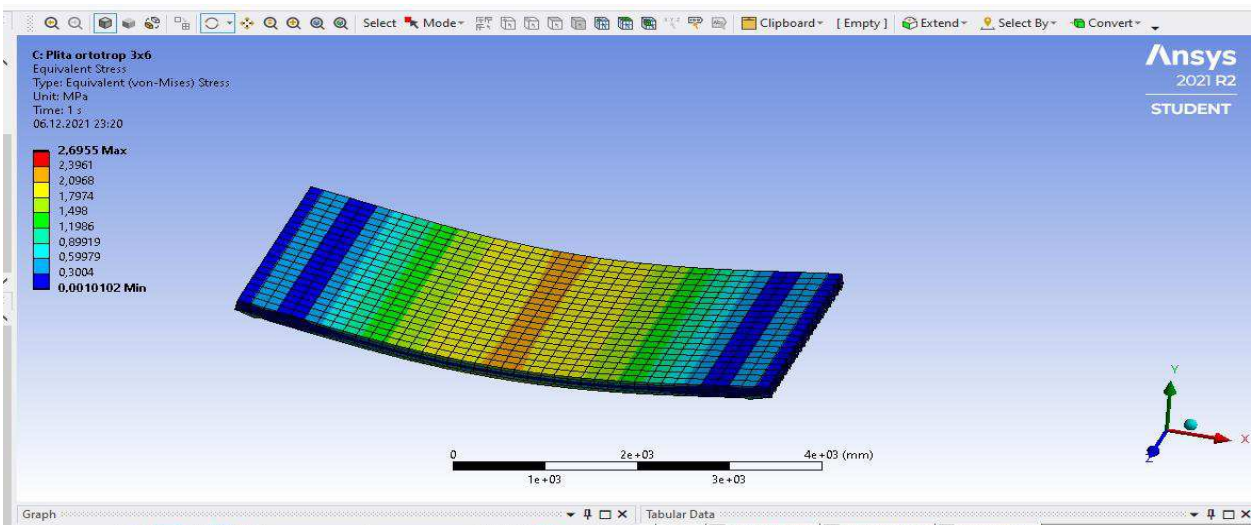 Select Mode Clipboard [ Empty ] Extend Select By Convert
C: Plita ortotrop 3x6
Equivalent Stress
Type: Equivalent (von-Mises) Stress
Unit: MPa
Time: 1 s
06.12.2021 23:20
2,6955 Max
2,3961
2,0968
1,7974
1,498
1,1986
0,89919
0,59979
0,3004
0,0010102 Min
Ansys
2021 R2
STUDENT
Y
X
Z
0 2e+03 4e+03 (mm)
1e+03 3e+03
Graph Tabular Data